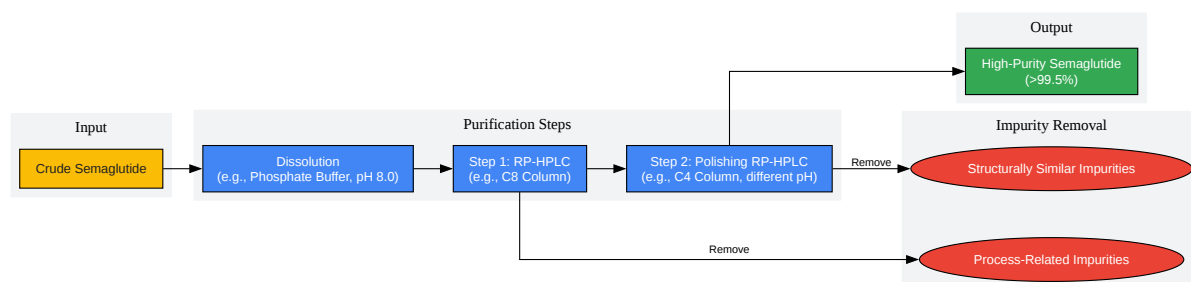 Input
Crude Semaglutide
Purification Steps
Dissolution
(e.g., Phosphate Buffer, pH 8.0)
Step 1: RP-HPLC
(e.g., C8 Column)
Step 2: Polishing RP-HPLC
(e.g., C4 Column, different pH)
Output
High-Purity Semaglutide
(>99.5%)
Impurity Removal
Remove
Structurally Similar Impurities
Remove
Process-Related Impurities